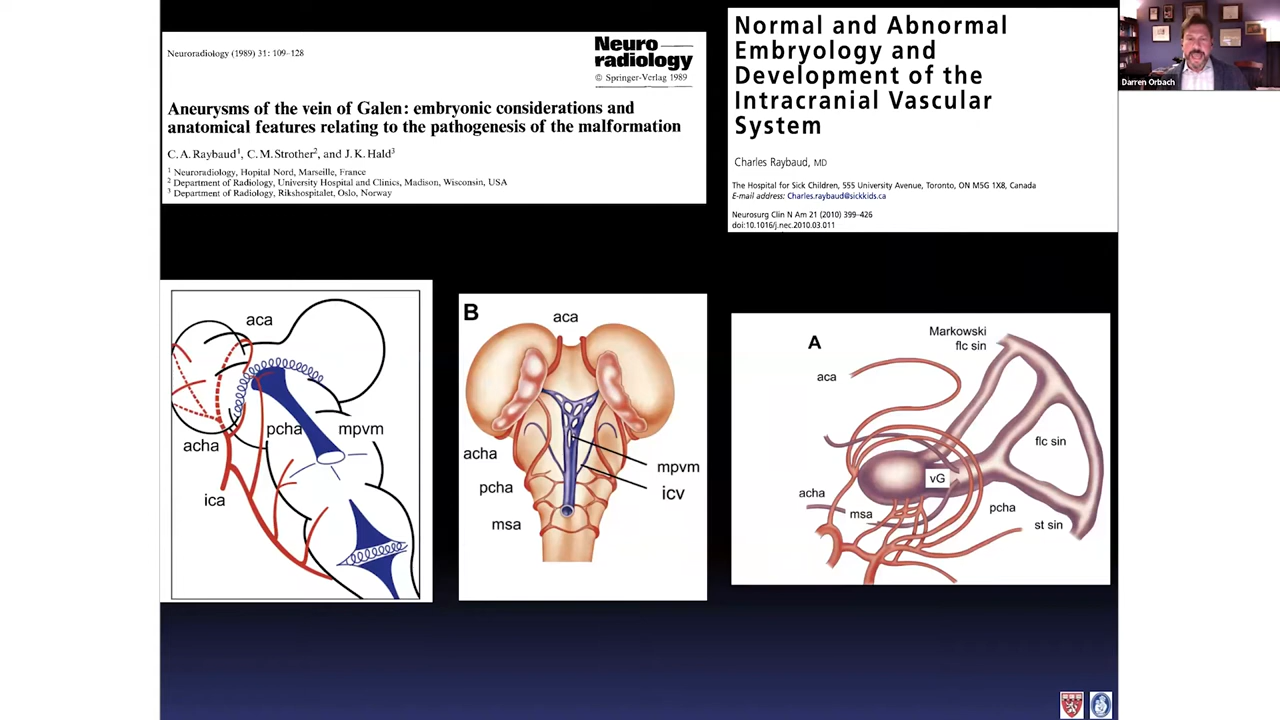 Neuroradiology (1989) 31: 109–128
Neuro
radiology
© Springer-Verlag 1989
Aneurysms of the vein of Galen: embryonic considerations and
anatomical features relating to the pathogenesis of the malformation
C. A. Raybaud¹, C. M. Strother², and J. K. Hald³
¹ Neuroradiology, Hopital Nord, Marseille, France
² Department of Radiology, University Hospital and Clinics, Madison, Wisconsin, USA
³ Department of Radiology, Rikshospitalet, Oslo, Norway
Normal and Abnormal
Embryology and
Development of the
Intracranial Vascular
System
Charles Raybaud, MD
The Hospital for Sick Children, 555 University Avenue, Toronto, ON M5G 1X8, Canada
E-mail address: Charles.raybaud@sickkids.ca
Neurosurg Clin N Am 21 (2010) 399–426
doi:10.1016/j.nec.2010.03.011
Darren Orbach
aca
pcha
mpvm
acha
ica
B
aca
acha
mpvm
pcha
icv
msa
A
Markowski
flc sin
aca
flc sin
vG
acha
msa
pcha
st sin